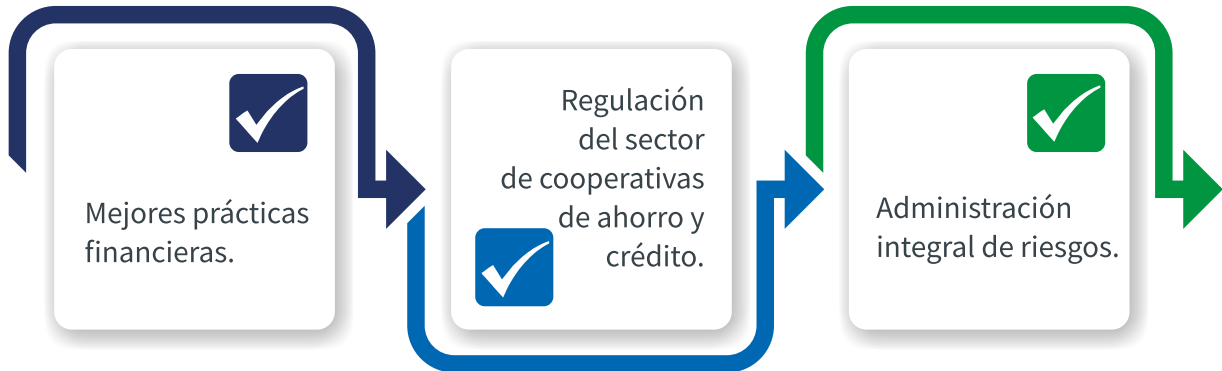 Mejores prácticas
financieras.
Regulación
del sector
de cooperativas
de ahorro y
crédito.
Administración
integral de riesgos.